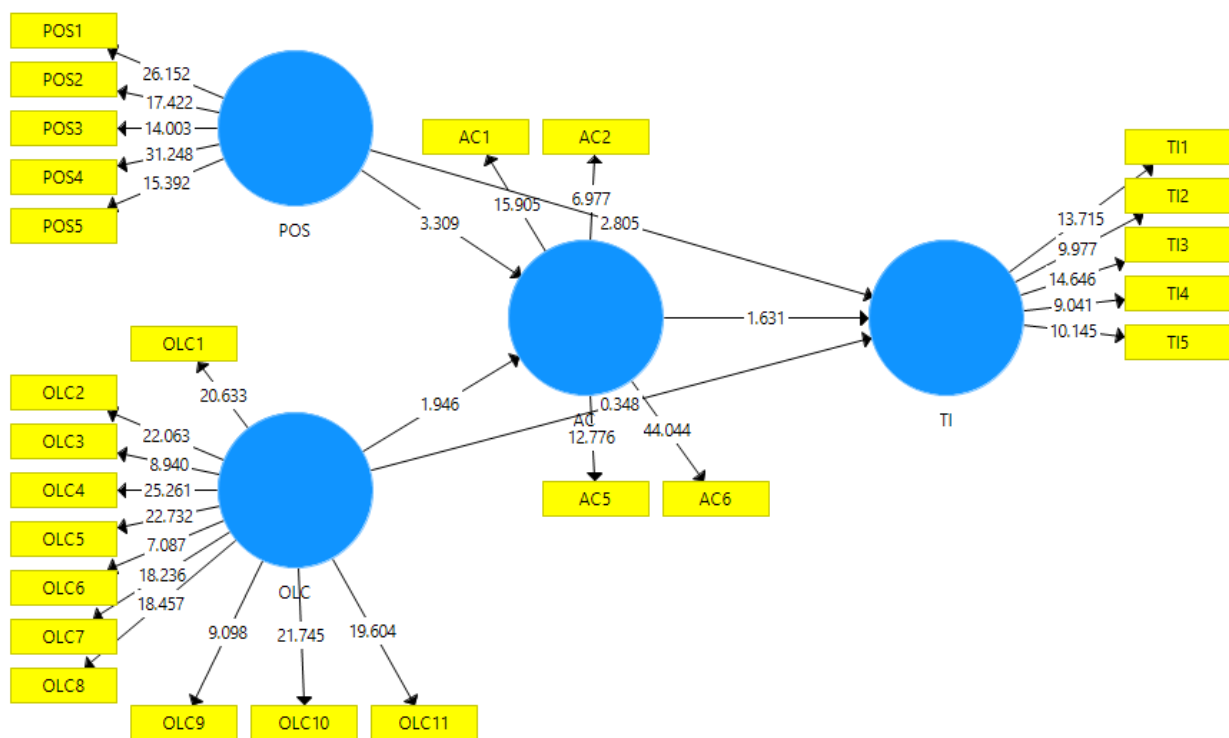 POS1
POS2
POS3
POS4
POS5
26.152
17.422
14.003
31.248
15.392
POS
AC1
AC2
15.905
6.977
3.309
2.805
TI1
TI2
TI3
TI4
TI5
13.715
9.977
14.646
9.041
10.145
TI
1.631
OLC1
20.633
1.946
0.348
AC
12.776
44.044
AC5
AC6
OLC2
OLC3
OLC4
OLC5
OLC6
OLC7
OLC8
22.063
8.940
25.261
22.732
7.087
18.236
18.457
OLC
9.098
21.745
19.604
OLC9
OLC10
OLC11